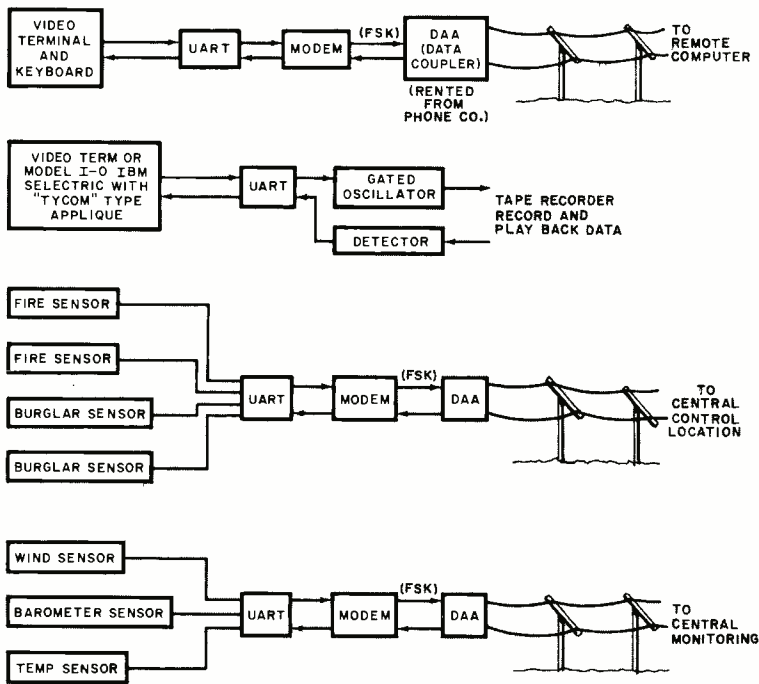 VIDEO
TERMINAL
AND
KEYBOARD
UART
MODEM
(FSK)
DAA
(DATA
COUPLER)
(RENTED
FROM
PHONE CO.)
TO
REMOTE
COMPUTER
VIDEO TERM OR
MODEL I-O IBM
SELECTRIC WITH
"TYCOM" TYPE
APPLIQUE
UART
GATED
OSCILLATOR
DETECTOR
TAPE RECORDER
RECORD AND
PLAY BACK DATA
FIRE SENSOR
FIRE SENSOR
BURGLAR SENSOR
BURGLAR SENSOR
UART
MODEM
(FSK)
DAA
TO
CENTRAL
CONTROL
LOCATION
WIND SENSOR
BAROMETER SENSOR
TEMP SENSOR
UART
MODEM
(FSK)
DAA
TO
CENTRAL
MONITORING